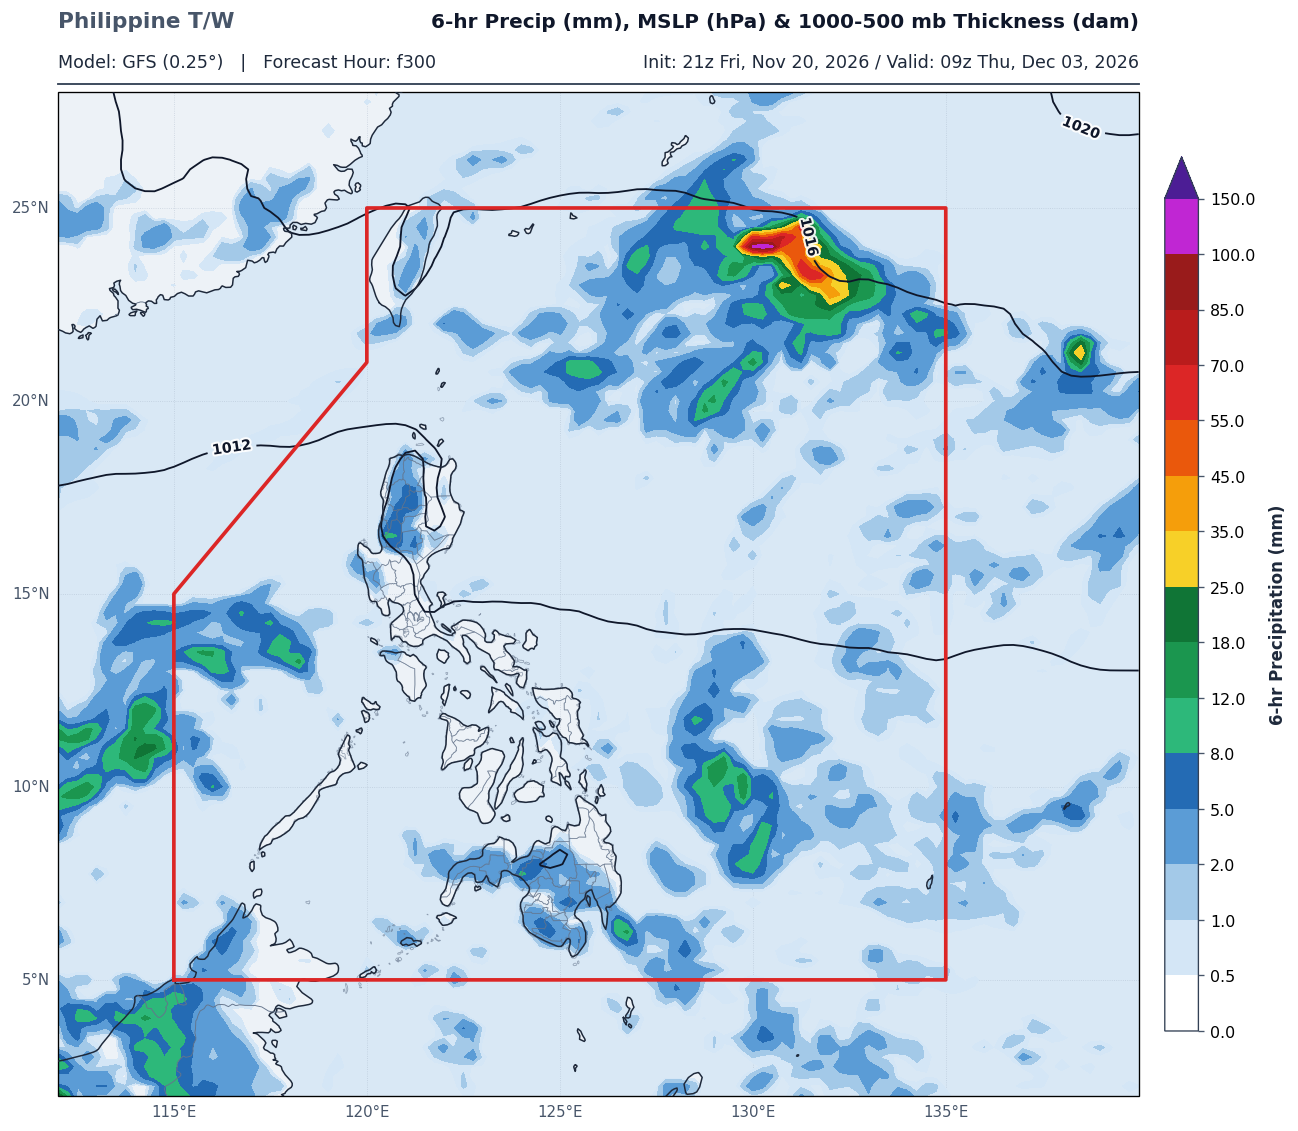 Philippine T/W
6-hr Precip (mm), MSLP (hPa) & 1000-500 mb Thickness (dam)
Model: GFS (0.25°) | Forecast Hour: f300
Init: 21z Fri, Nov 20, 2026 / Valid: 09z Thu, Dec 03, 2026
1020
1016
1012
25°N
20°N
15°N
10°N
5°N
115°E
120°E
125°E
130°E
135°E
150.0
100.0
85.0
70.0
55.0
45.0
35.0
25.0
18.0
12.0
8.0
5.0
2.0
1.0
0.5
0.0
6-hr Precipitation (mm)